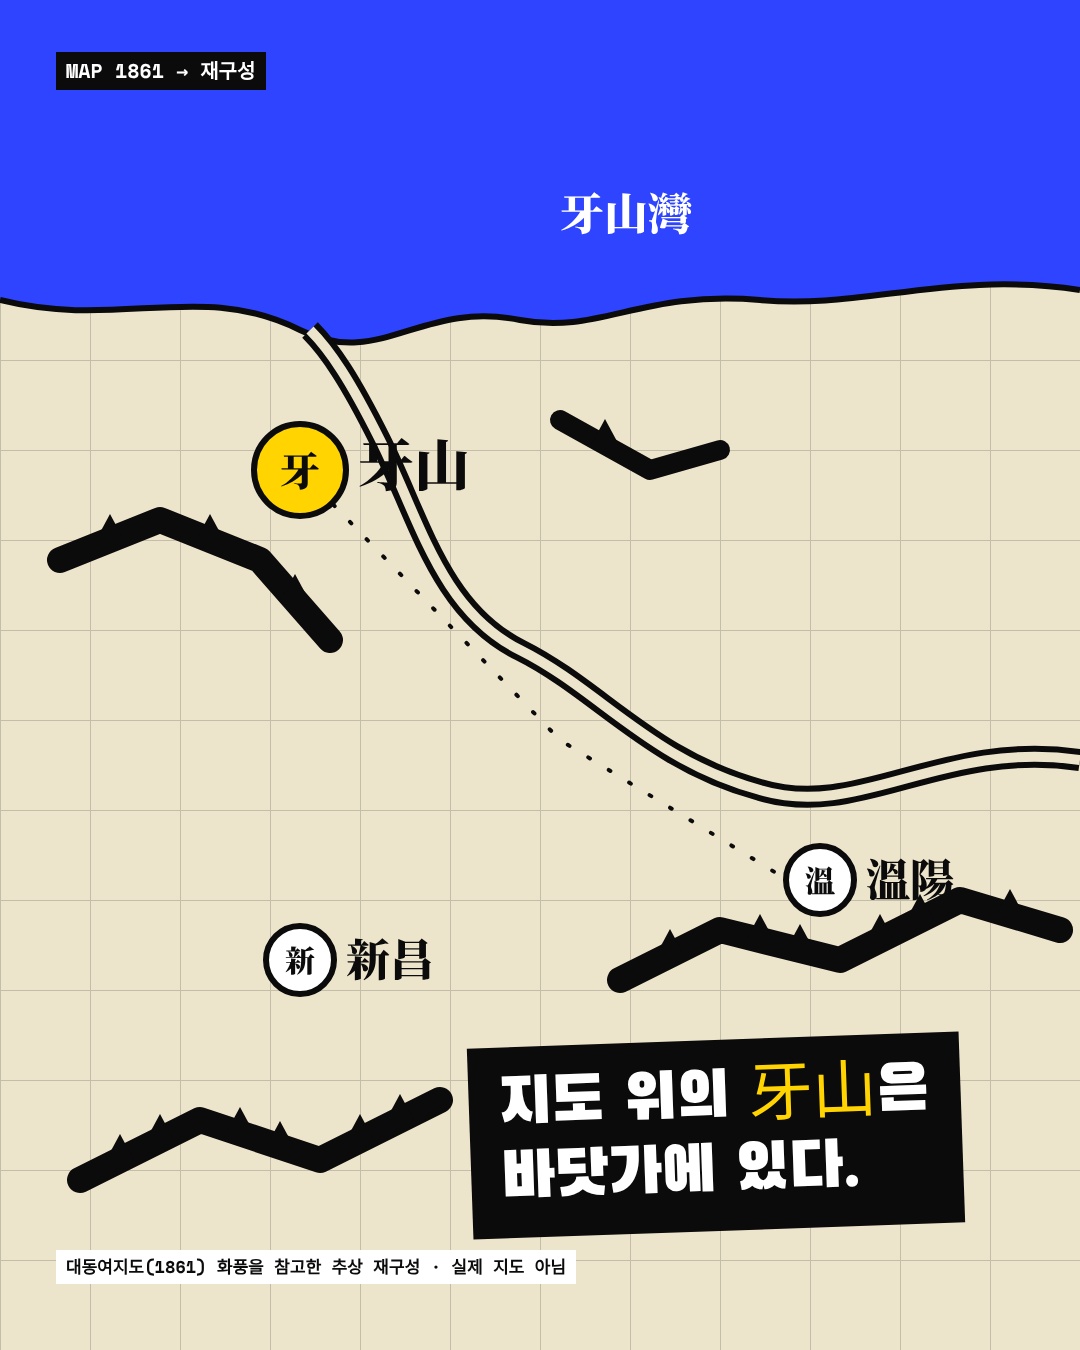 MAP 1861 → 재구성
牙山灣
牙 牙山
溫 溫陽
新 新昌
지도 위의 牙山은
바닷가에 있다.
대동여지도(1861) 화풍을 참고한 추상 재구성 · 실제 지도 아님